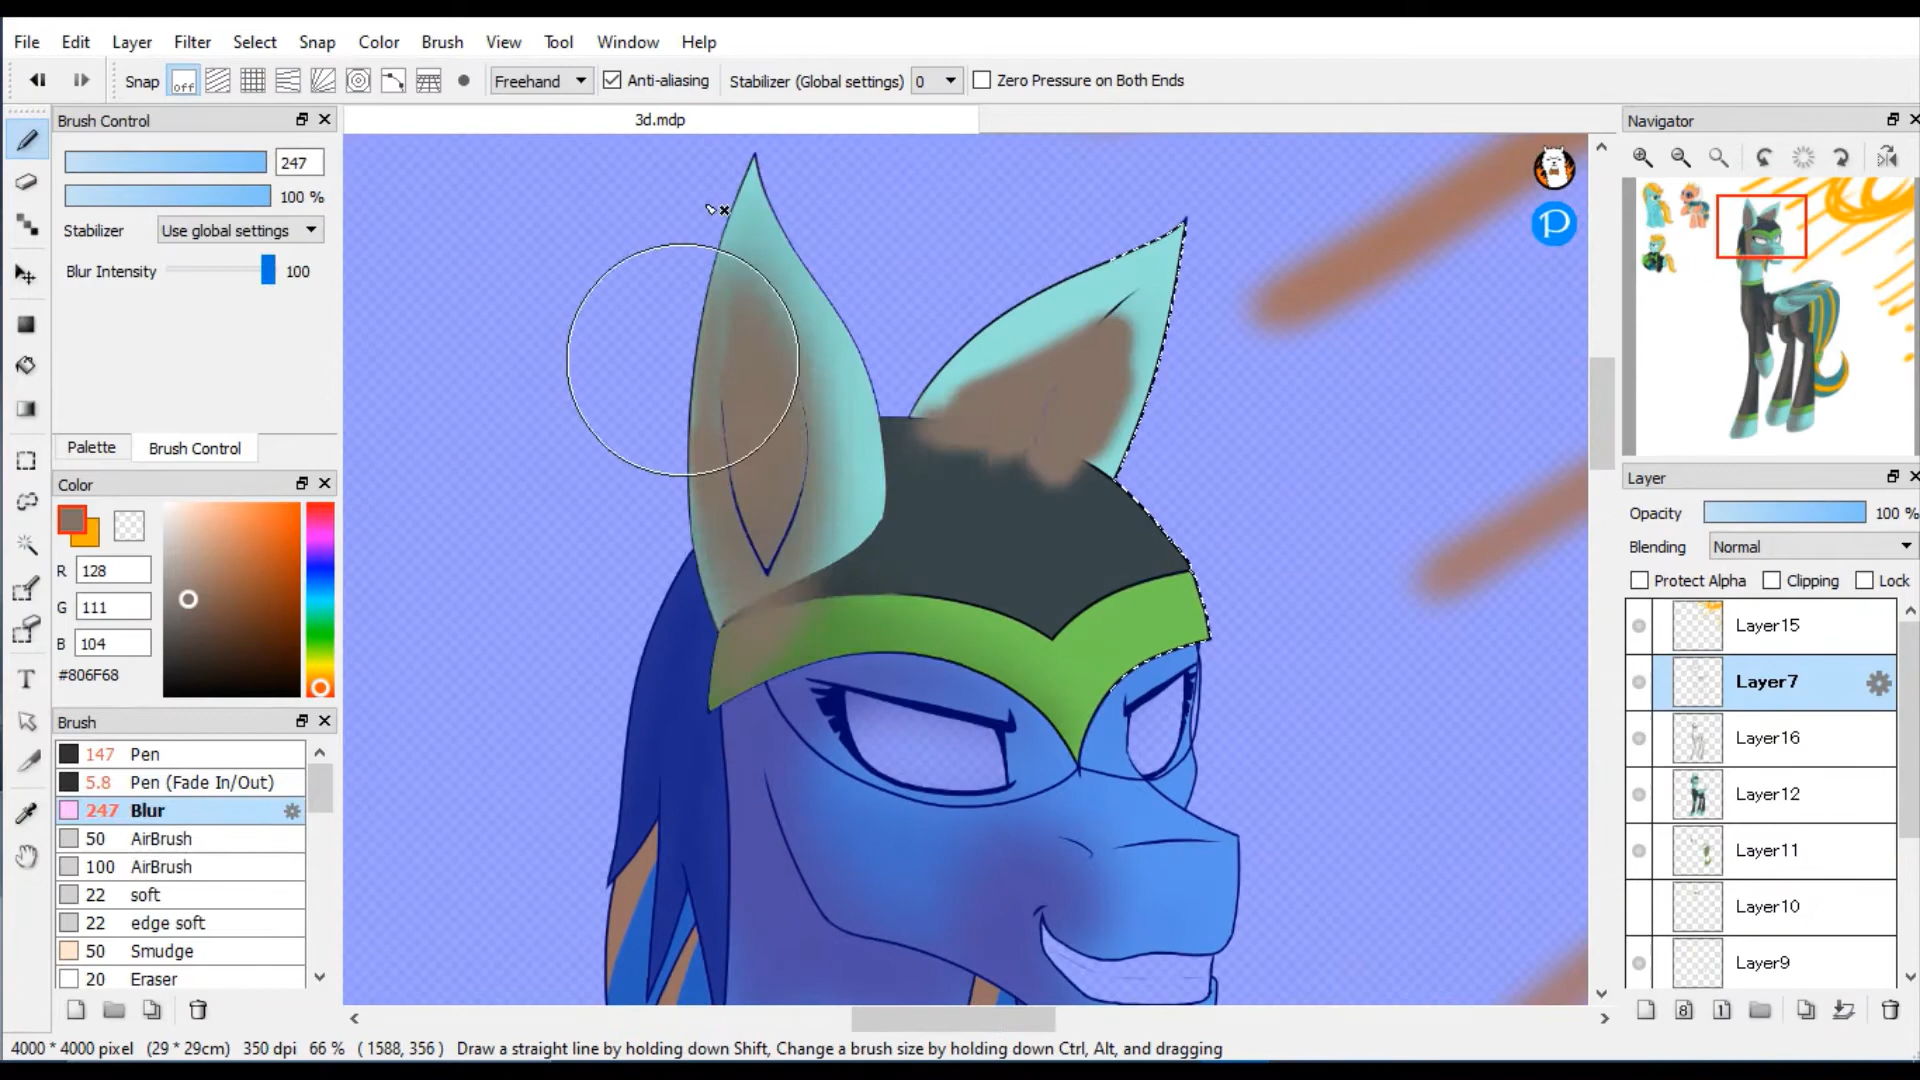 File Edit Layer Filter Select Snap Color Brush View Tool Window Help
Snap off Freehand Anti-aliasing Stabilizer (Global settings) 0 Zero Pressure on Both Ends
Brush Control
3d.mdp
Navigator
247
100 %
Stabilizer Use global settings
Blur Intensity 100
Palette Brush Control
Color
R 128
G 111
B 104
#806F68
Brush
147 Pen
5.8 Pen (Fade In/Out)
247 Blur
50 AirBrush
100 AirBrush
22 soft
22 edge soft
50 Smudge
20 Eraser
P
Layer
Opacity 100 %
Blending Normal
Protect Alpha Clipping Lock
Layer15
Layer7
Layer16
Layer12
Layer11
Layer10
Layer9
T
8 1
4000 * 4000 pixel (29 * 29cm) 350 dpi 66 % ( 1588, 356 ) Draw a straight line by holding down Shift, Change a brush size by holding down Ctrl, Alt, and dragging